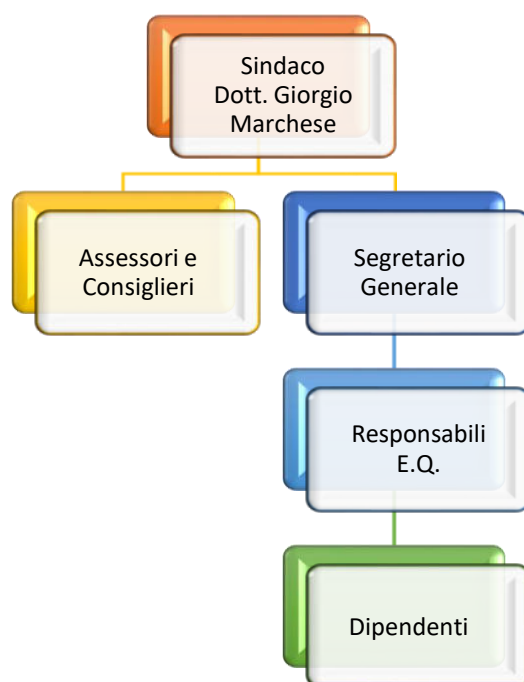 Sindaco
Dott. Giorgio
Marchese
Assessori e
Consiglieri
Segretario
Generale
Responsabili
E.Q.
Dipendenti